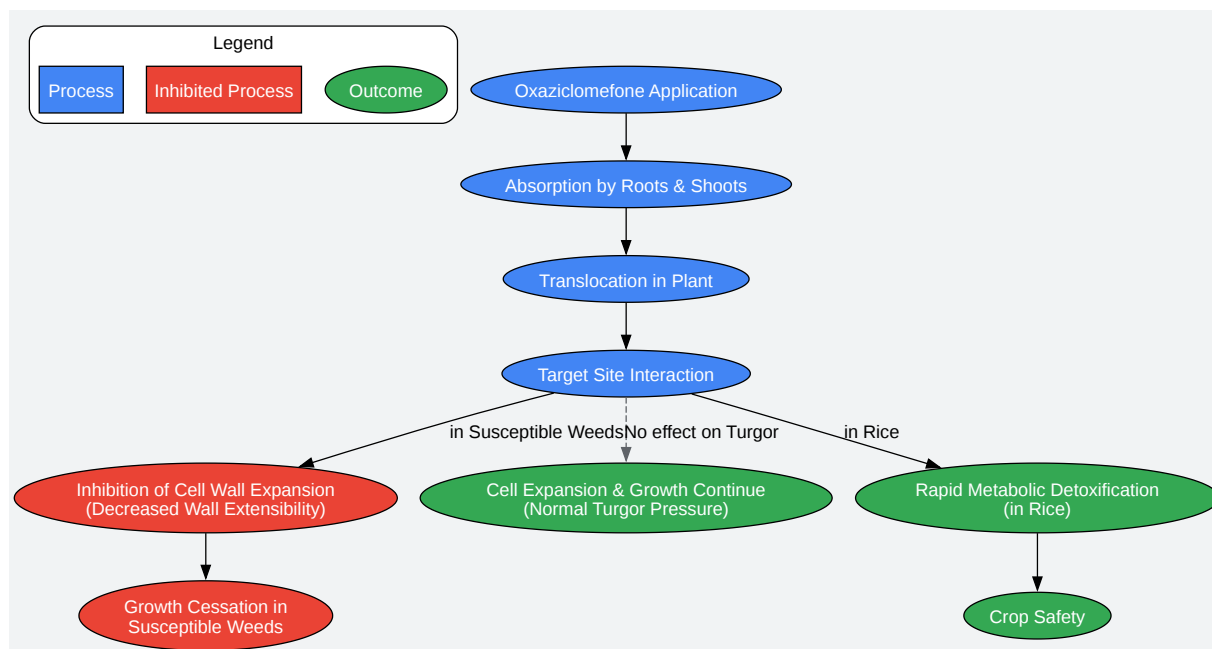 Legend
Process
Inhibited Process
Outcome
Oxaziclomefone Application
Absorption by Roots & Shoots
Translocation in Plant
Target Site Interaction
in Susceptible Weeds
No effect on Turgor
in Rice
Inhibition of Cell Wall Expansion
(Decreased Wall Extensibility)
Cell Expansion & Growth Continue
(Normal Turgor Pressure)
Rapid Metabolic Detoxification
(in Rice)
Growth Cessation in
Susceptible Weeds
Crop Safety